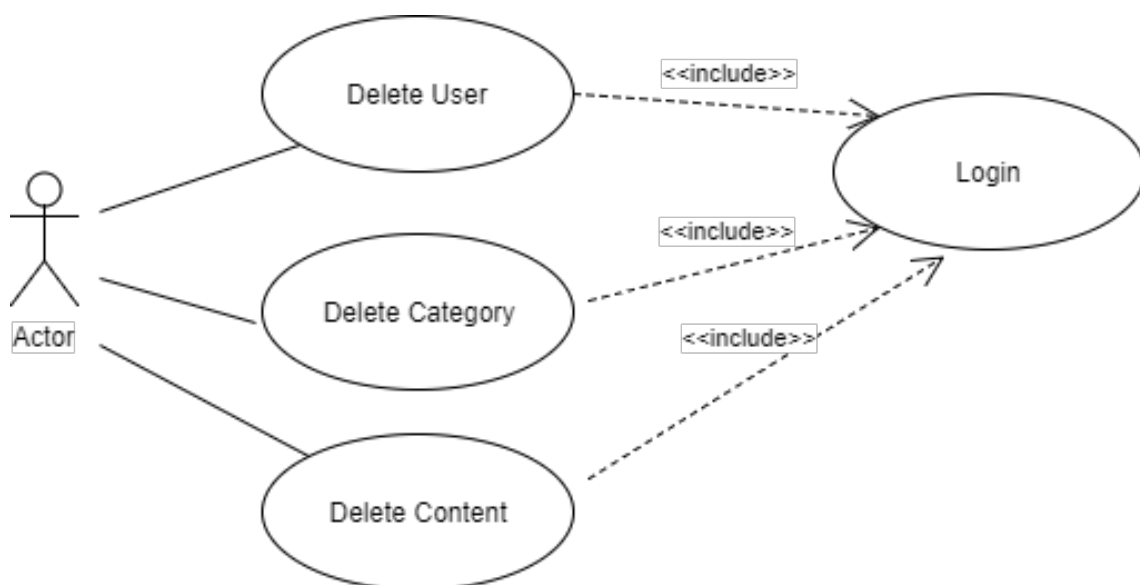 Delete User
<<include>>
Login
<<include>>
Delete Category
Actor
<<include>>
Delete Content